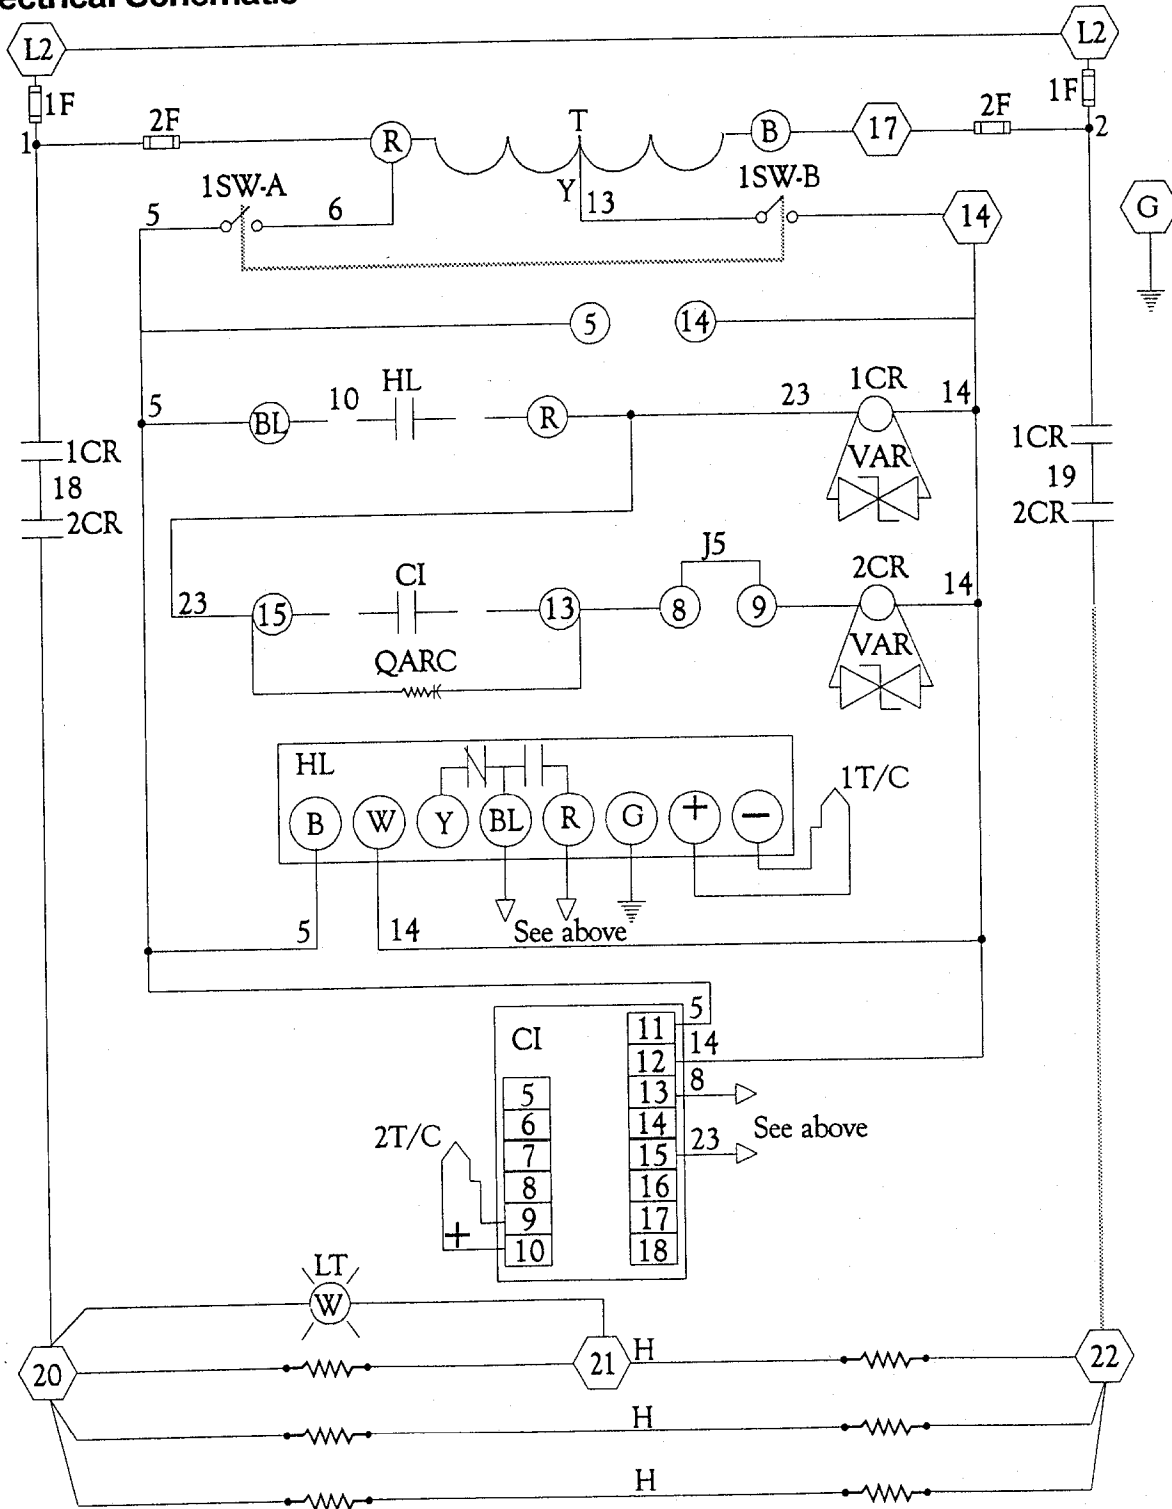 ectrical Schematic
L2 L2
1F 1F
2F T 2F
1 R B 17 2
1SW-A Y 13 1SW-B
5 6 14 G
5 14
HL 1CR
5 BL 10 R 23 14
1CR VAR 1CR
18 19
2CR 2CR
J5
CI 2CR
23 15 13 8 9 14
QARC VAR
HL 1T/C
B W Y BL R G + −
5 14 See above
CI 11 5
12 14
5 13 8
6 14 See above
2T/C 7 15 23
8 16
9 17
+ 10 18
LT
W
20 21 H 22
H
H